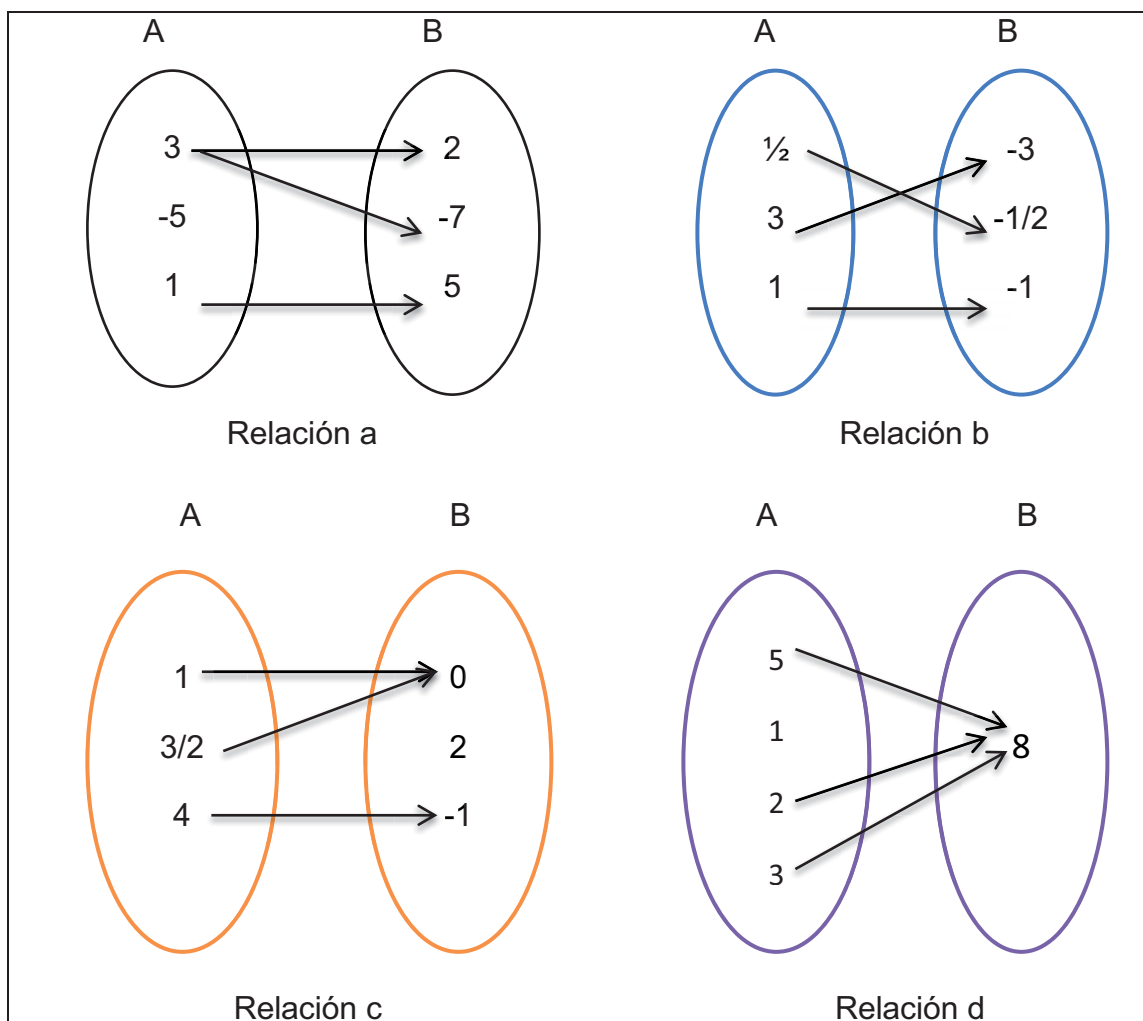 A B
3 2
-5 -7
1 5
Relación a
A B
½ -3
3 -1/2
1 -1
Relación b
A B
1 0
3/2 2
4 -1
Relación c
A B
5
1 8
2
3
Relación d